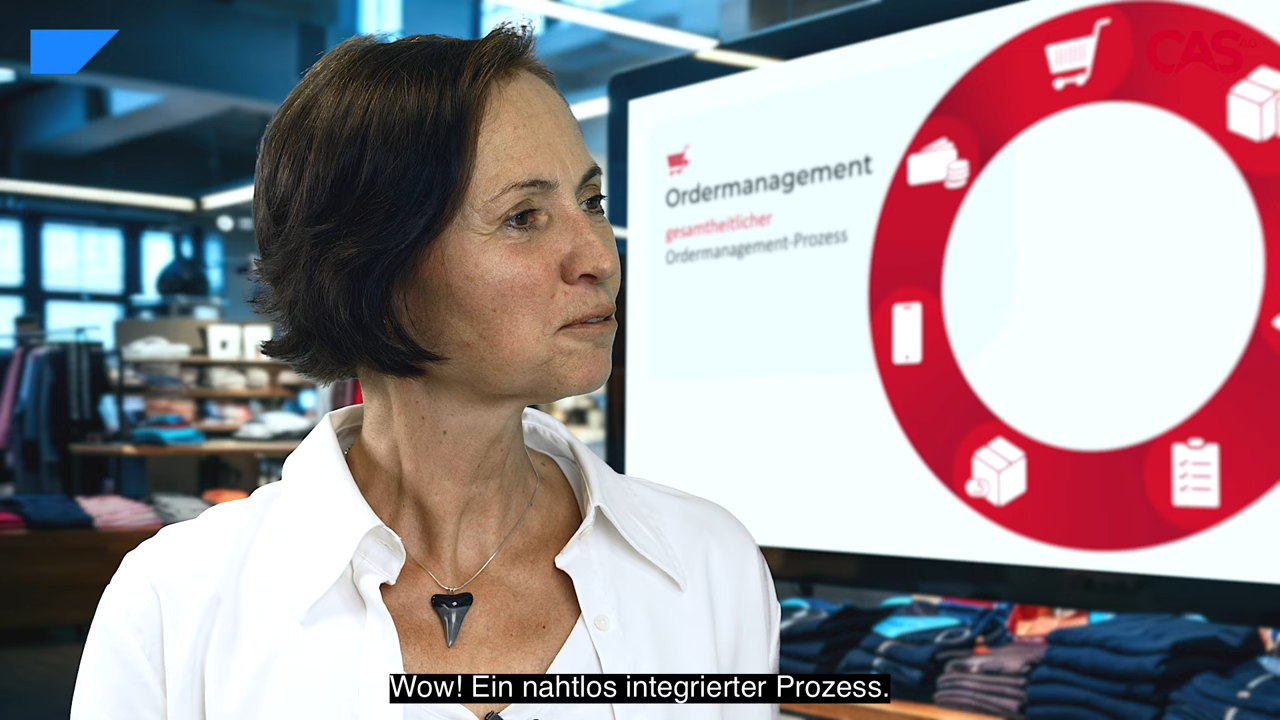 CAS
Ordermanagement
gesamtheitlicher
Ordermanagement-Prozess
Wow! Ein nahtlos integrierter Prozess.